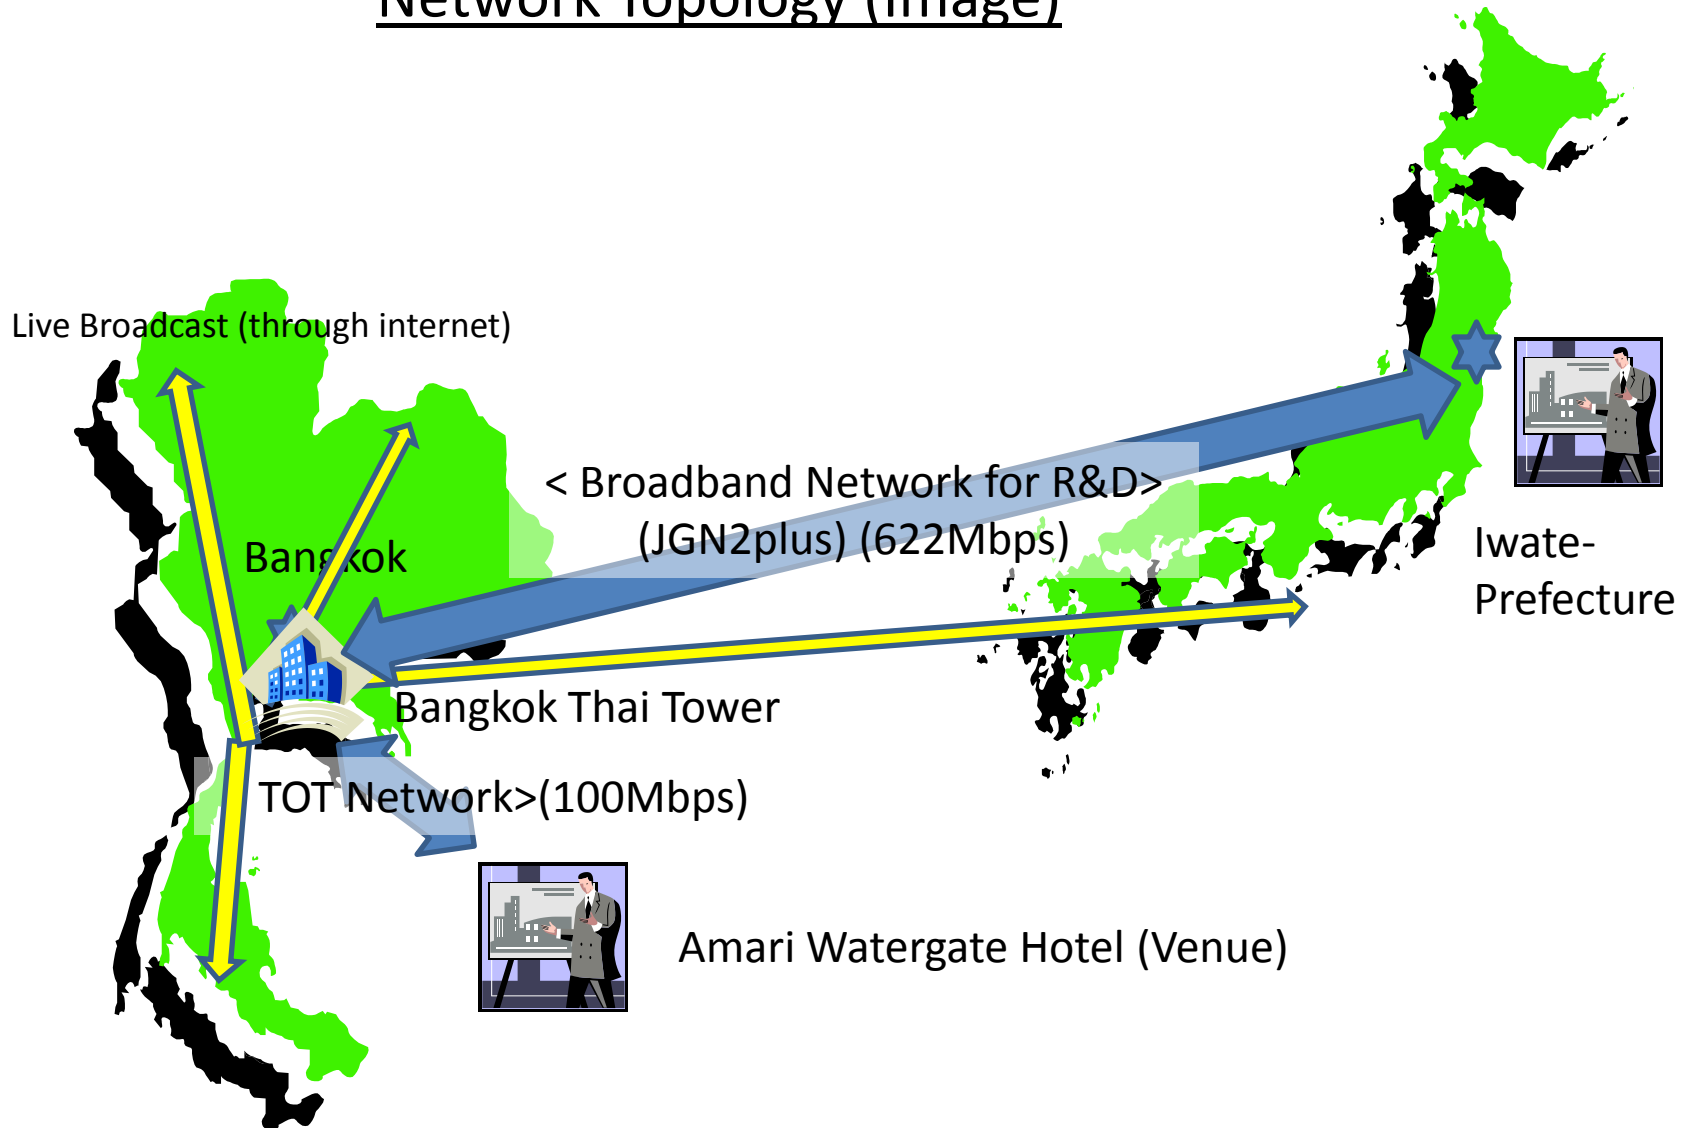 Network Topology (Image)
Live Broadcast (through internet)
< Broadband Network for R&D>
(JGN2plus) (622Mbps)
Bangkok
Iwate-
Prefecture
Bangkok Thai Tower
TOT Network>(100Mbps)
Amari Watergate Hotel (Venue)